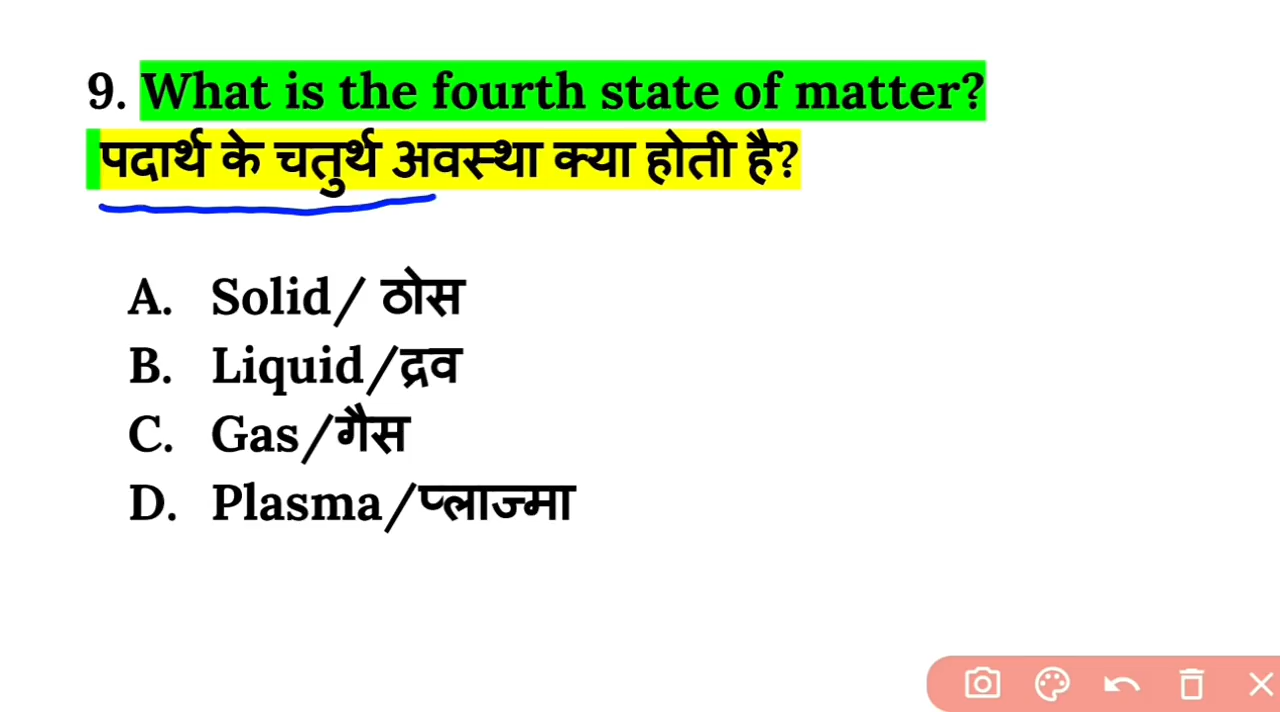 9. What is the fourth state of matter?
पदार्थ के चतुर्थ अवस्था क्या होती है?
A. Solid/ ठोस
B. Liquid/द्रव
C. Gas/गैस
D. Plasma/प्लाज्मा